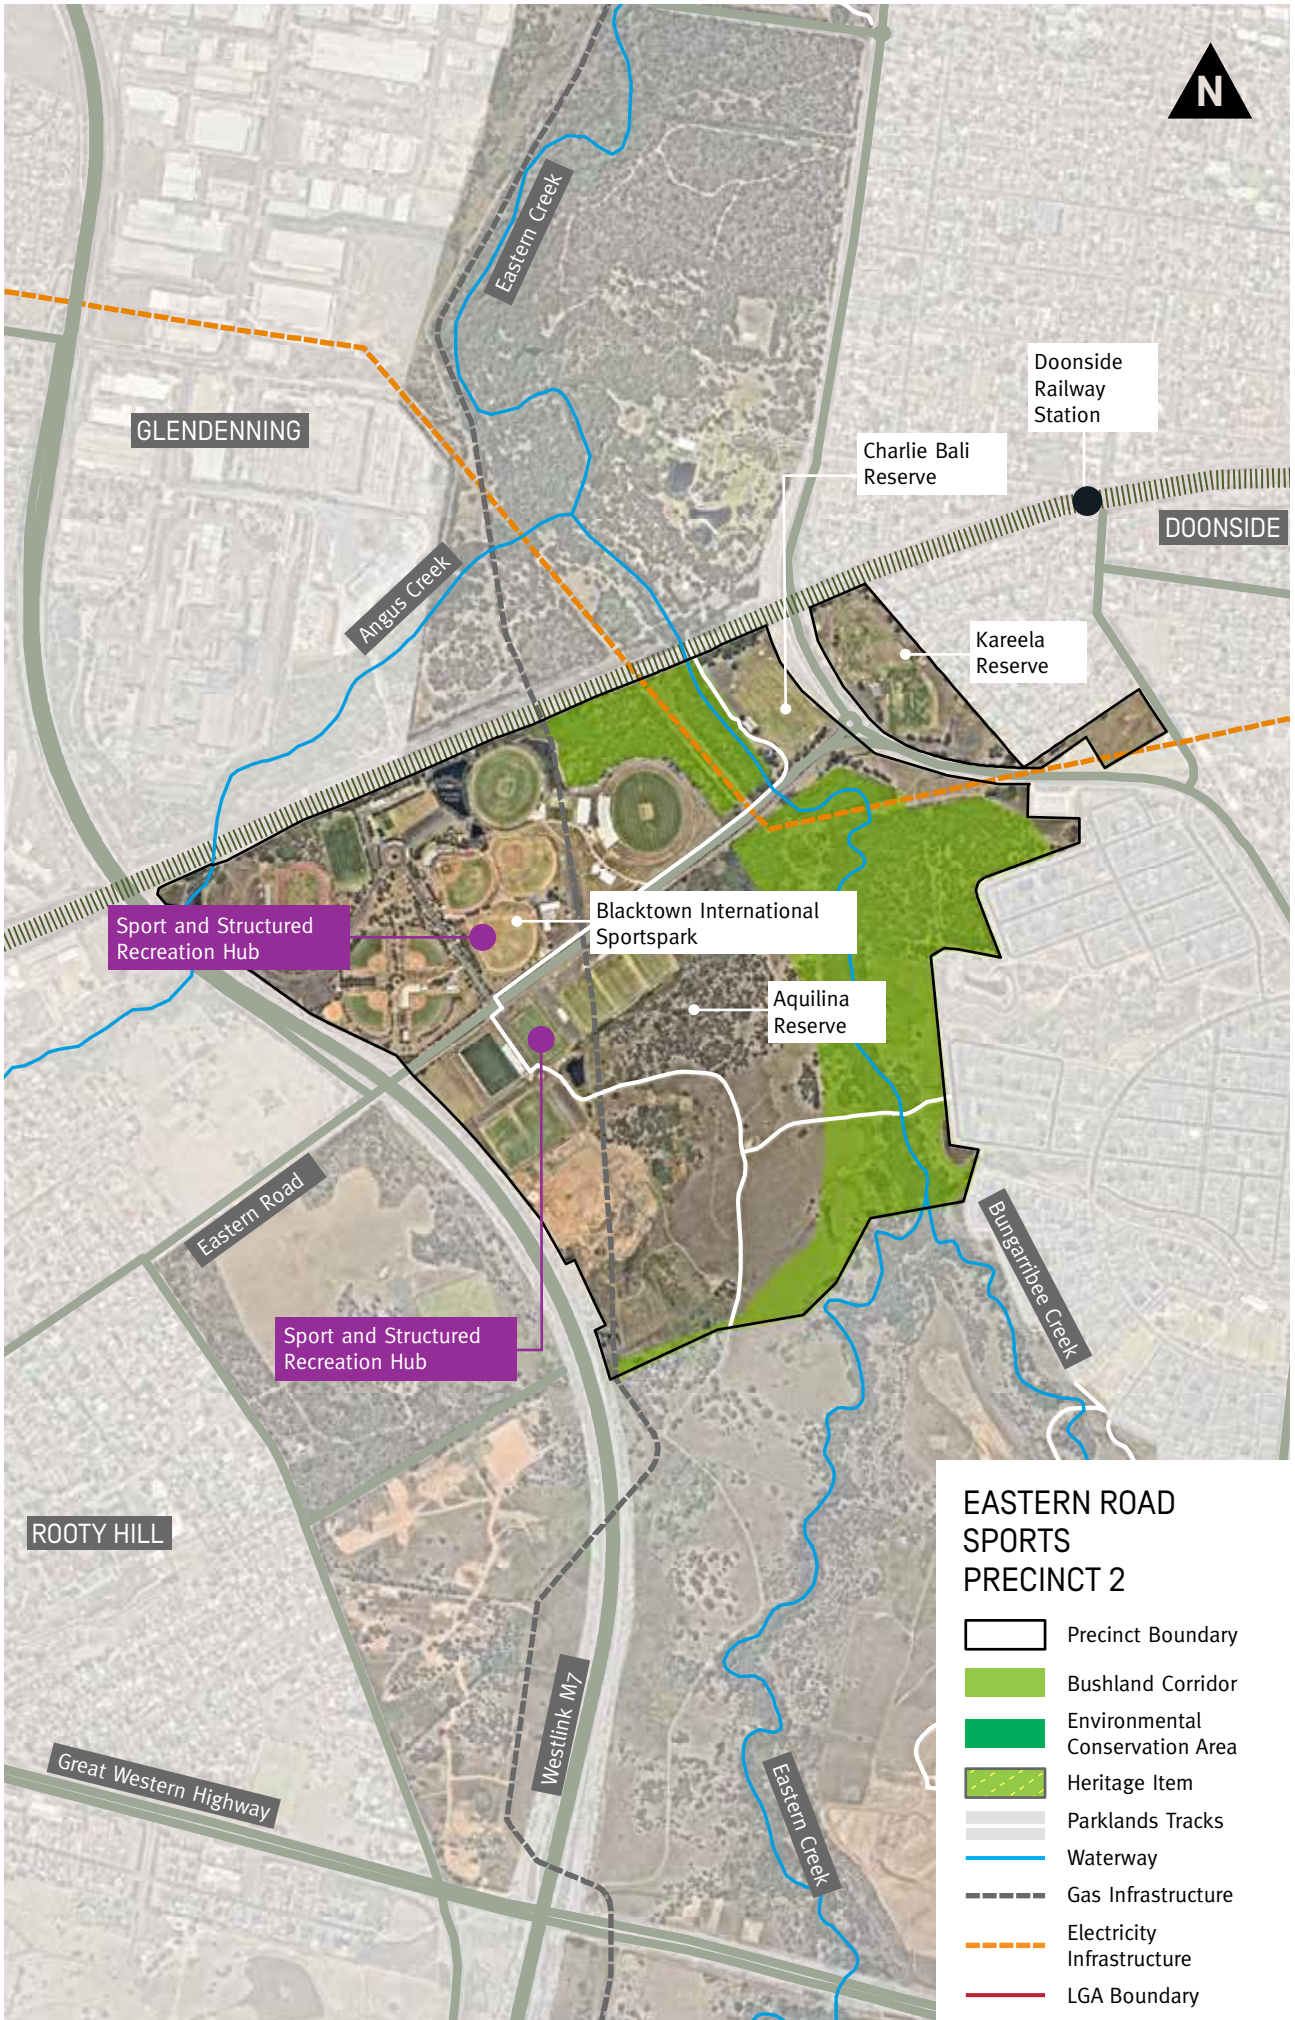 N
Eastern Creek
Doonside
Railway
Station
GLENDENNING
Charlie Bali
Reserve
DOONSIDE
Angus Creek
Kareela
Reserve
Sport and Structured
Recreation Hub
Blacktown International
Sportspark
Aquilina
Reserve
Eastern Road
Bungarribee Creek
Sport and Structured
Recreation Hub
ROOTY HILL
Westlink M7
Great Western Highway
Eastern Creek
EASTERN ROAD
SPORTS
PRECINCT 2
Precinct Boundary
Bushland Corridor
Environmental
Conservation Area
Heritage Item
Parklands Tracks
Waterway
Gas Infrastructure
Electricity
Infrastructure
LGA Boundary